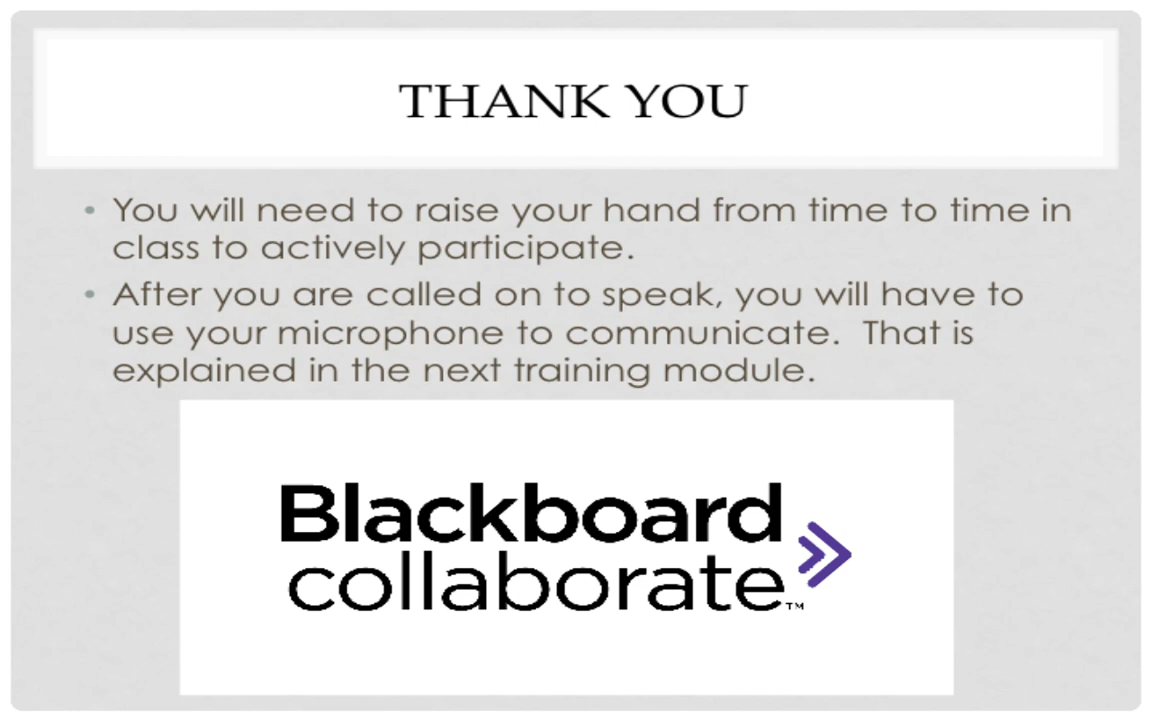 THANK YOU
• You will need to raise your hand from time to time in
class to actively participate.
• After you are called on to speak, you will have to
use your microphone to communicate.  That is
explained in the next training module.
Blackboard
collaborate™